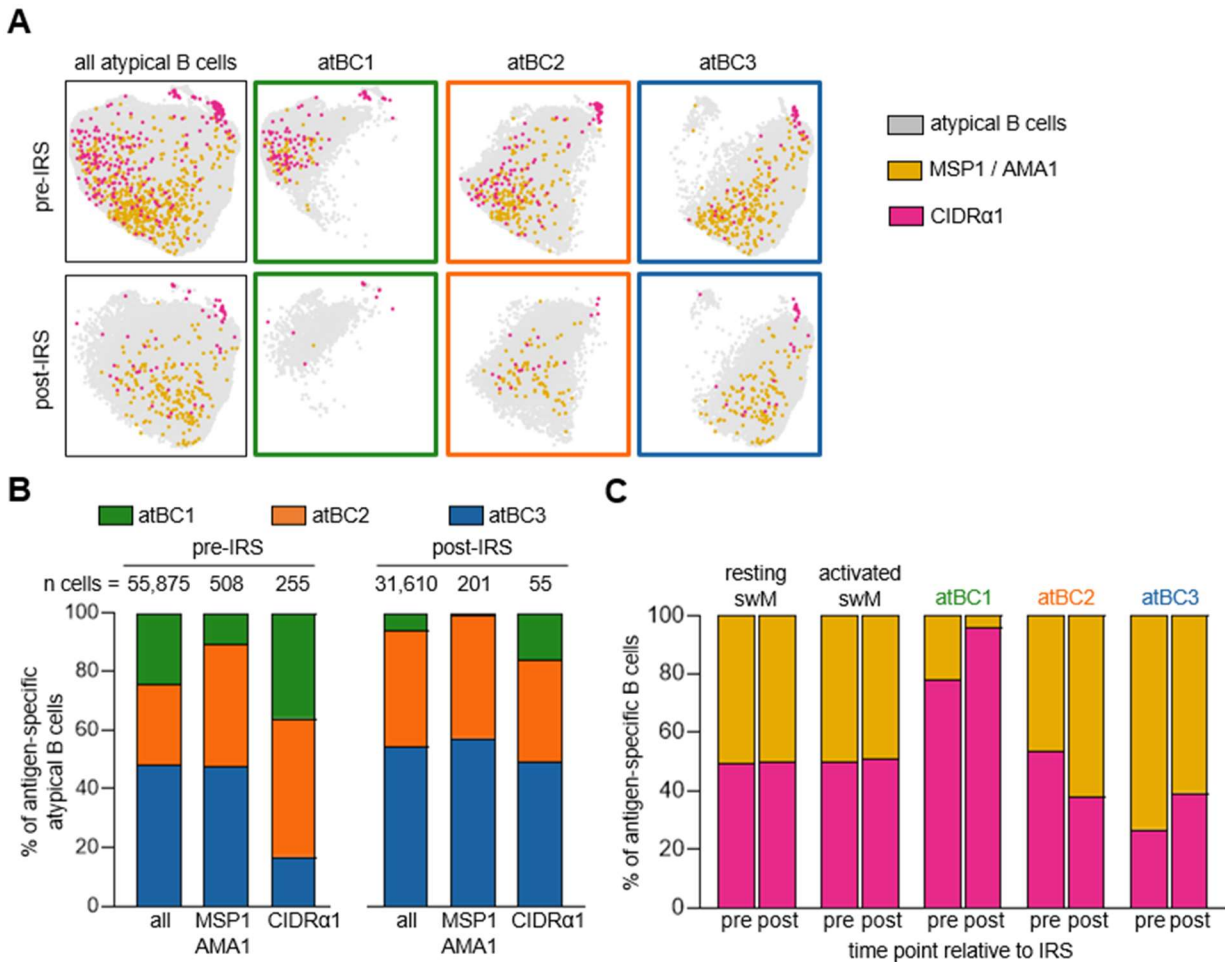 A
all atypical B cells atBC1 atBC2 atBC3
pre-IRS
post-IRS
atypical B cells
MSP1 / AMA1
CIDRα1
B
atBC1 atBC2 atBC3
pre-IRS post-IRS
n cells = 55,875 508 255 31,610 201 55
% of antigen-specific
atypical B cells
100
80
60
40
20
0
all MSP1 CIDRα1 all MSP1 CIDRα1
AMA1 AMA1
C
resting activated
swM swM atBC1 atBC2 atBC3
% of antigen-specific B cells
100
80
60
40
20
0
pre post pre post pre post pre post pre post
time point relative to IRS